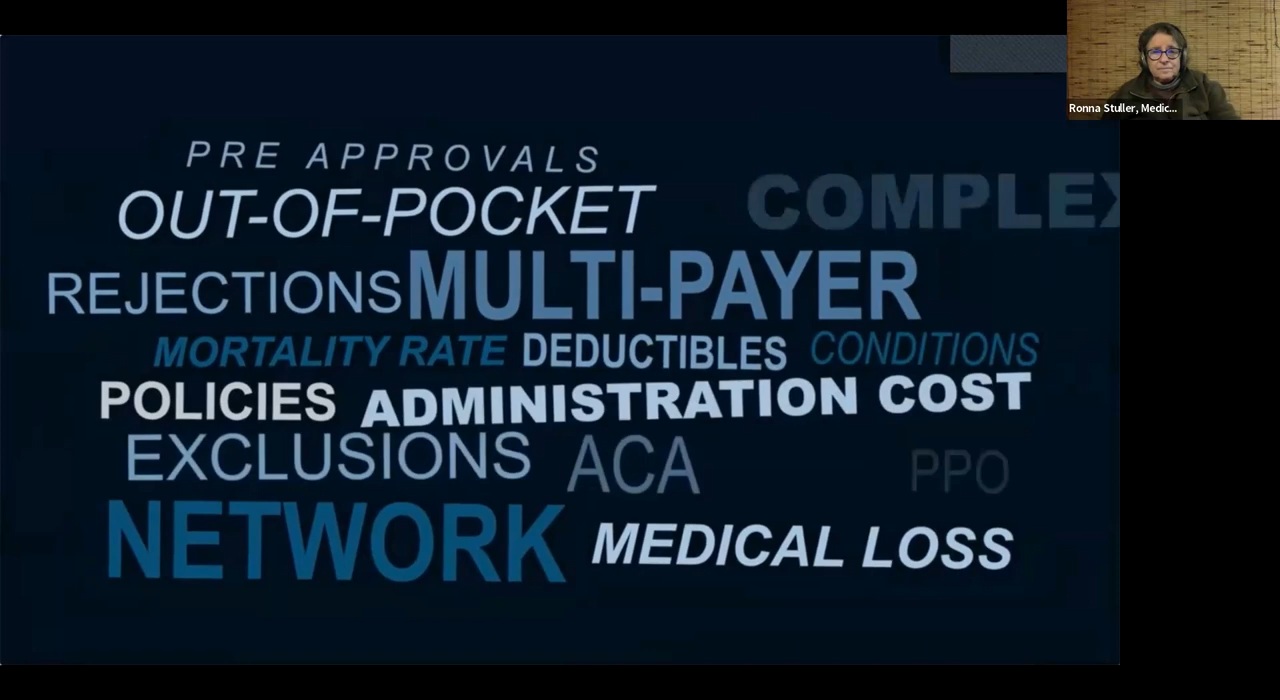 Ronna Stuller, Medic...
PRE APPROVALS
OUT-OF-POCKET
COMPLEX
REJECTIONS MULTI-PAYER
MORTALITY RATE DEDUCTIBLES CONDITIONS
POLICIES ADMINISTRATION COST
EXCLUSIONS ACA PPO
NETWORK MEDICAL LOSS